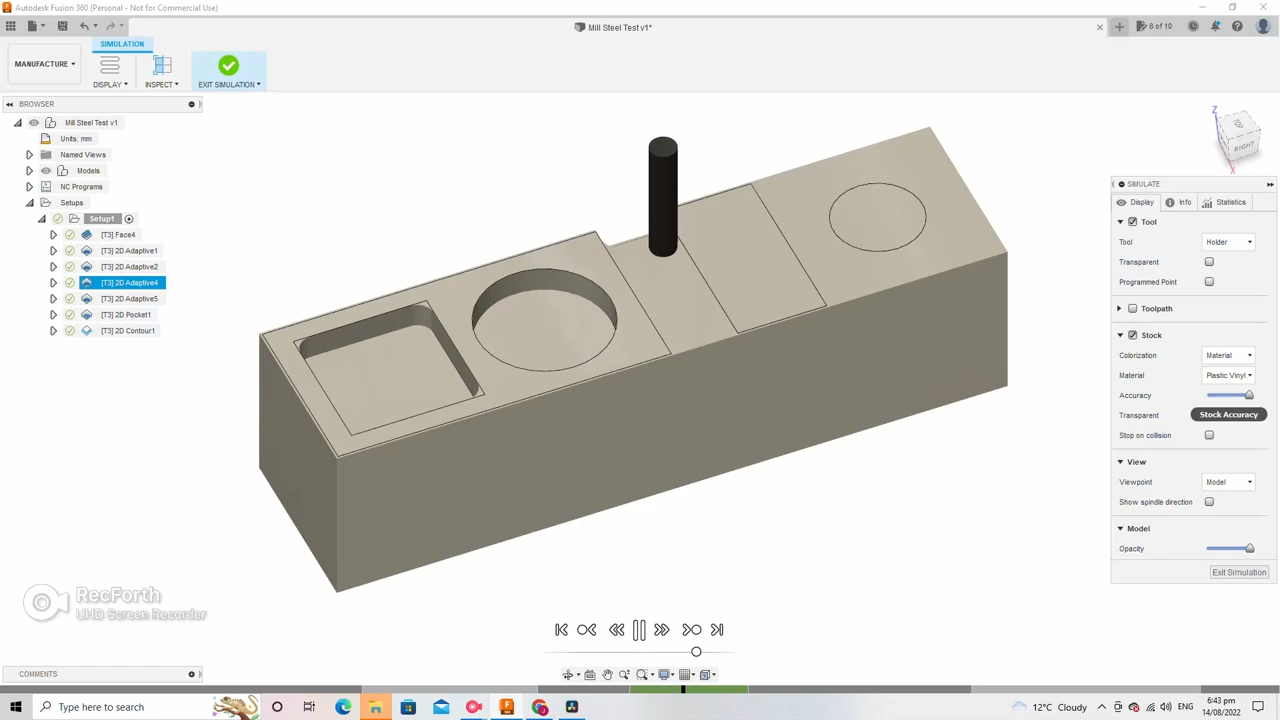 Autodesk Fusion 360 (Personal - Not for Commercial Use)
Mill Steel Test v1*
8 of 10
SIMULATION
MANUFACTURE
DISPLAY
INSPECT
EXIT SIMULATION
BROWSER
Mill Steel Test v1
Units: mm
Named Views
Models
NC Programs
Setups
Setup1
[T3] Face4
[T3] 2D Adaptive1
[T3] 2D Adaptive2
[T3] 2D Adaptive4
[T3] 2D Adaptive5
[T3] 2D Pocket1
[T3] 2D Contour1
Z
RIGHT
X
SIMULATE
Display Info Statistics
Tool
Tool Holder
Transparent
Programmed Point
Toolpath
Stock
Colorization Material
Material Plastic Vinyl
Accuracy
Transparent Stock Accuracy
Stop on collision
View
Viewpoint Model
Show spindle direction
Model
Opacity
Exit Simulation
RecForth
UHD Screen Recorder
COMMENTS
Type here to search
12°C Cloudy
ENG
6:43 pm
14/08/2022